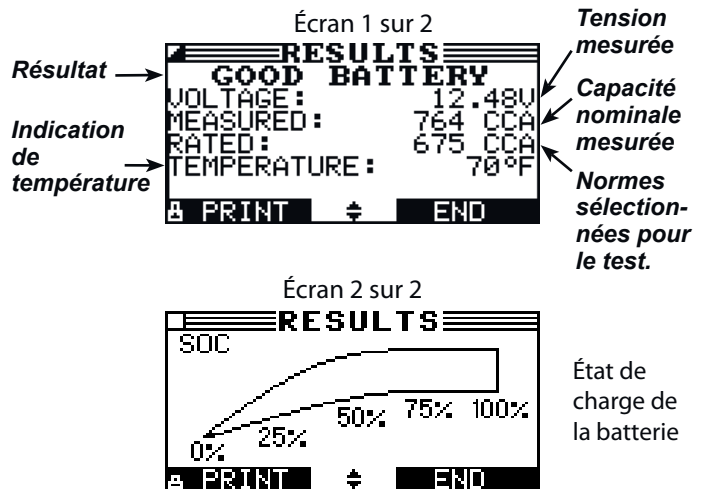 Écran 1 sur 2
RESULTS
GOOD BATTERY
VOLTAGE: 12.48V
MEASURED: 764 CCA
RATED: 675 CCA
TEMPERATURE: 70°F
PRINT END
Résultat
Indication
de
température
Tension
mesurée
Capacité
nominale
mesurée
Normes
sélection-
nées pour
le test.
Écran 2 sur 2
RESULTS
SOC
0% 25% 50% 75% 100%
PRINT END
État de
charge de
la batterie